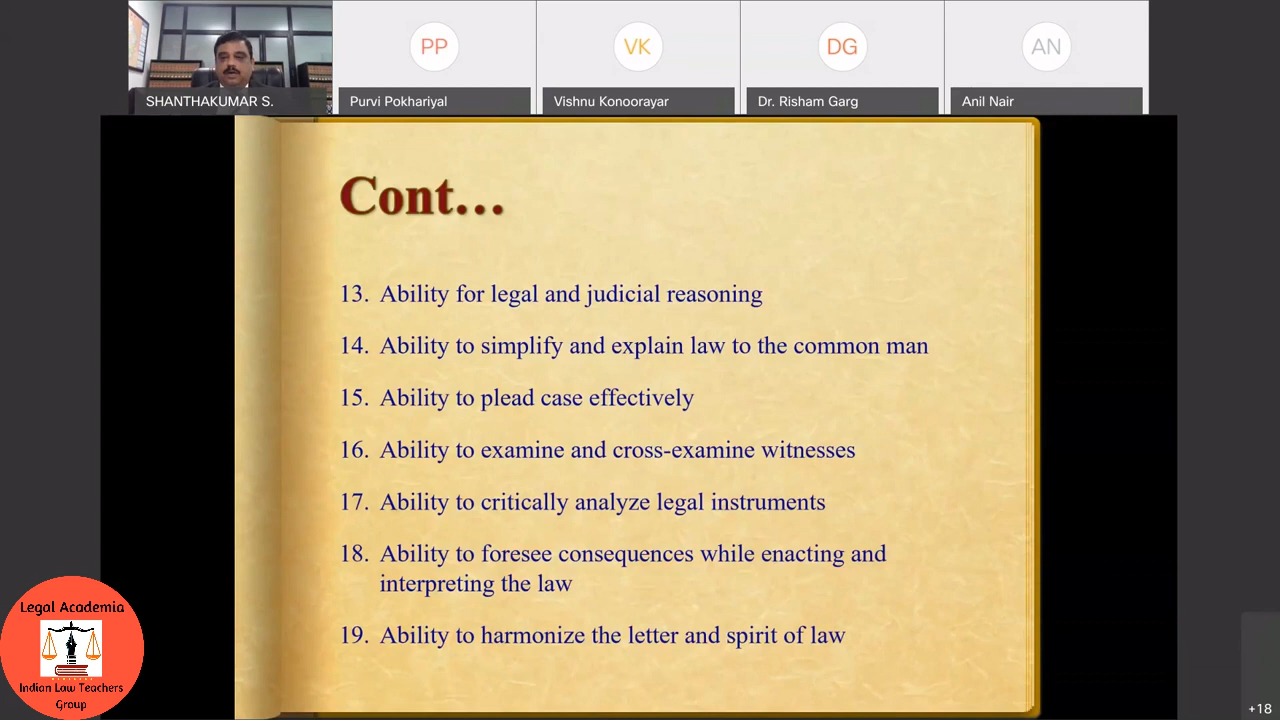 PP
VK
DG
AN
SHANTHAKUMAR S.
Purvi Pokhariyal
Vishnu Konoorayar
Dr. Risham Garg
Anil Nair
Cont...
13. Ability for legal and judicial reasoning
14. Ability to simplify and explain law to the common man
15. Ability to plead case effectively
16. Ability to examine and cross-examine witnesses
17. Ability to critically analyze legal instruments
18. Ability to foresee consequences while enacting and
interpreting the law
19. Ability to harmonize the letter and spirit of law
Legal Academia
Indian Law Teachers
Group
+18